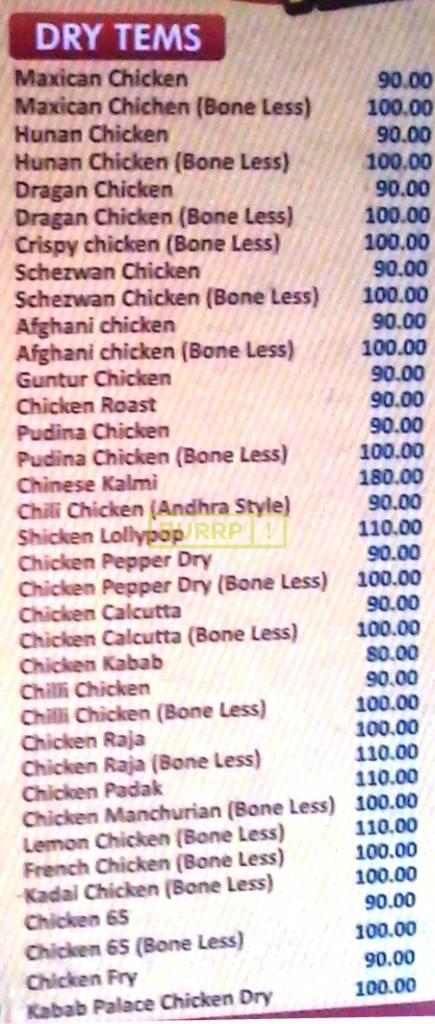 DRY TEMS
Maxican Chicken 90.00
Maxican Chichen (Bone Less) 100.00
Hunan Chicken 90.00
Hunan Chicken (Bone Less) 100.00
Dragan Chicken 90.00
Dragan Chicken (Bone Less) 100.00
Crispy chicken (Bone Less) 100.00
Schezwan Chicken 90.00
Schezwan Chicken (Bone Less) 100.00
Afghani chicken 90.00
Afghani chicken (Bone Less) 100.00
Guntur Chicken 90.00
Chicken Roast 90.00
Pudina Chicken 90.00
Pudina Chicken (Bone Less) 100.00
Chinese Kalmi 180.00
Chili Chicken (Andhra Style) 90.00
Shicken Lollypop 110.00
BURRP!
Chicken Pepper Dry 90.00
Chicken Pepper Dry (Bone Less) 100.00
Chicken Calcutta 90.00
Chicken Calcutta (Bone Less) 100.00
Chicken Kabab 80.00
Chilli Chicken 90.00
Chilli Chicken (Bone Less) 100.00
Chicken Raja 100.00
Chicken Raja (Bone Less) 110.00
Chicken Padak 110.00
Chicken Manchurian (Bone Less) 100.00
Lemon Chicken (Bone Less) 110.00
French Chicken (Bone Less) 100.00
Kadai Chicken (Bone Less) 100.00
Chicken 65 90.00
Chicken 65 (Bone Less) 100.00
Chicken Fry 90.00
Kabab Palace Chicken Dry 100.00